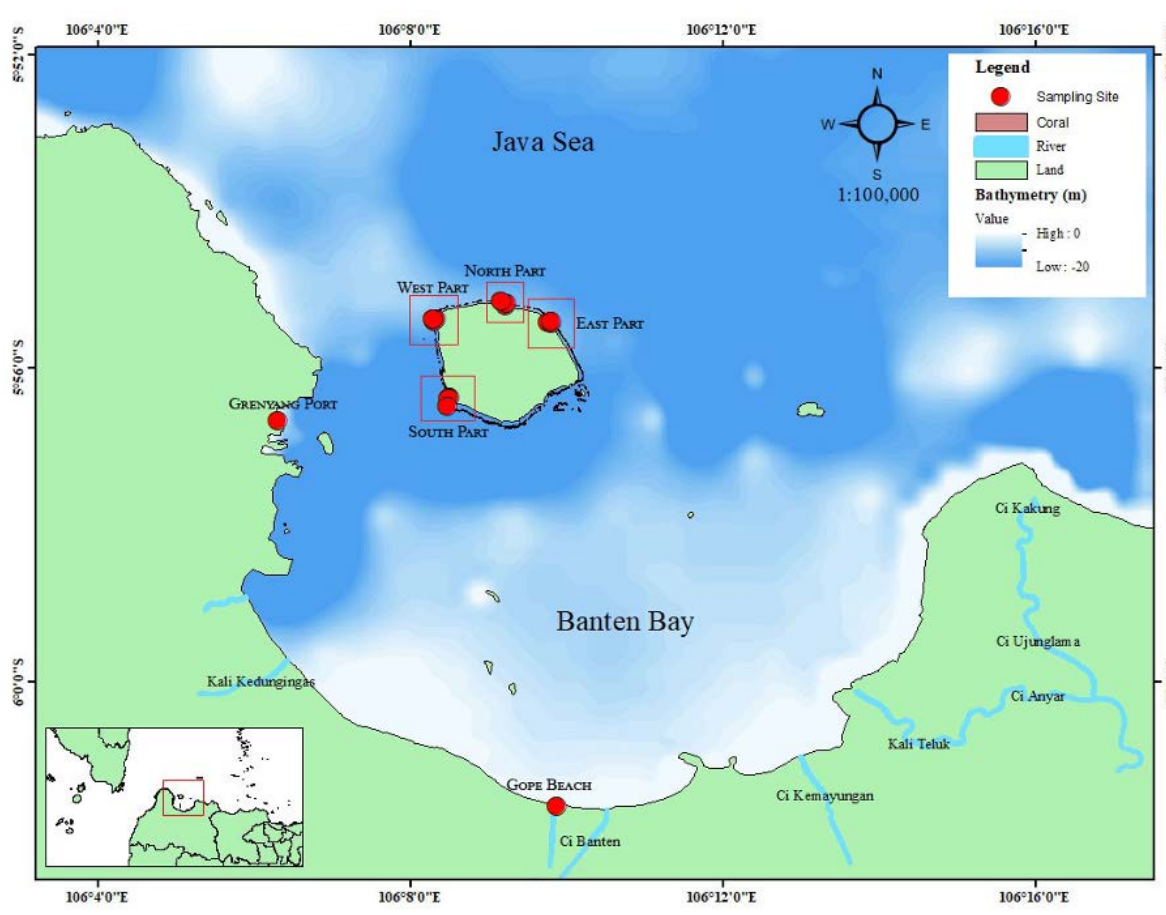 106°4'0"E
106°8'0"E
106°12'0"E
106°16'0"E
5°52'0"S
5°56'0"S
6°0'0"S
Legend
Sampling Site
Coral
River
Land
Bathymetry (m)
Value
High : 0
Low : -20
N
W
E
S
1:100,000
Java Sea
North Part
West Part
East Part
Grenyang Port
South Part
Ci Kakung
Banten Bay
Ci Ujunglama
Kali Kedungingas
Ci Anyar
Kali Teluk
Gope Beach
Ci Kemayungan
Ci Banten
106°4'0"E
106°8'0"E
106°12'0"E
106°16'0"E